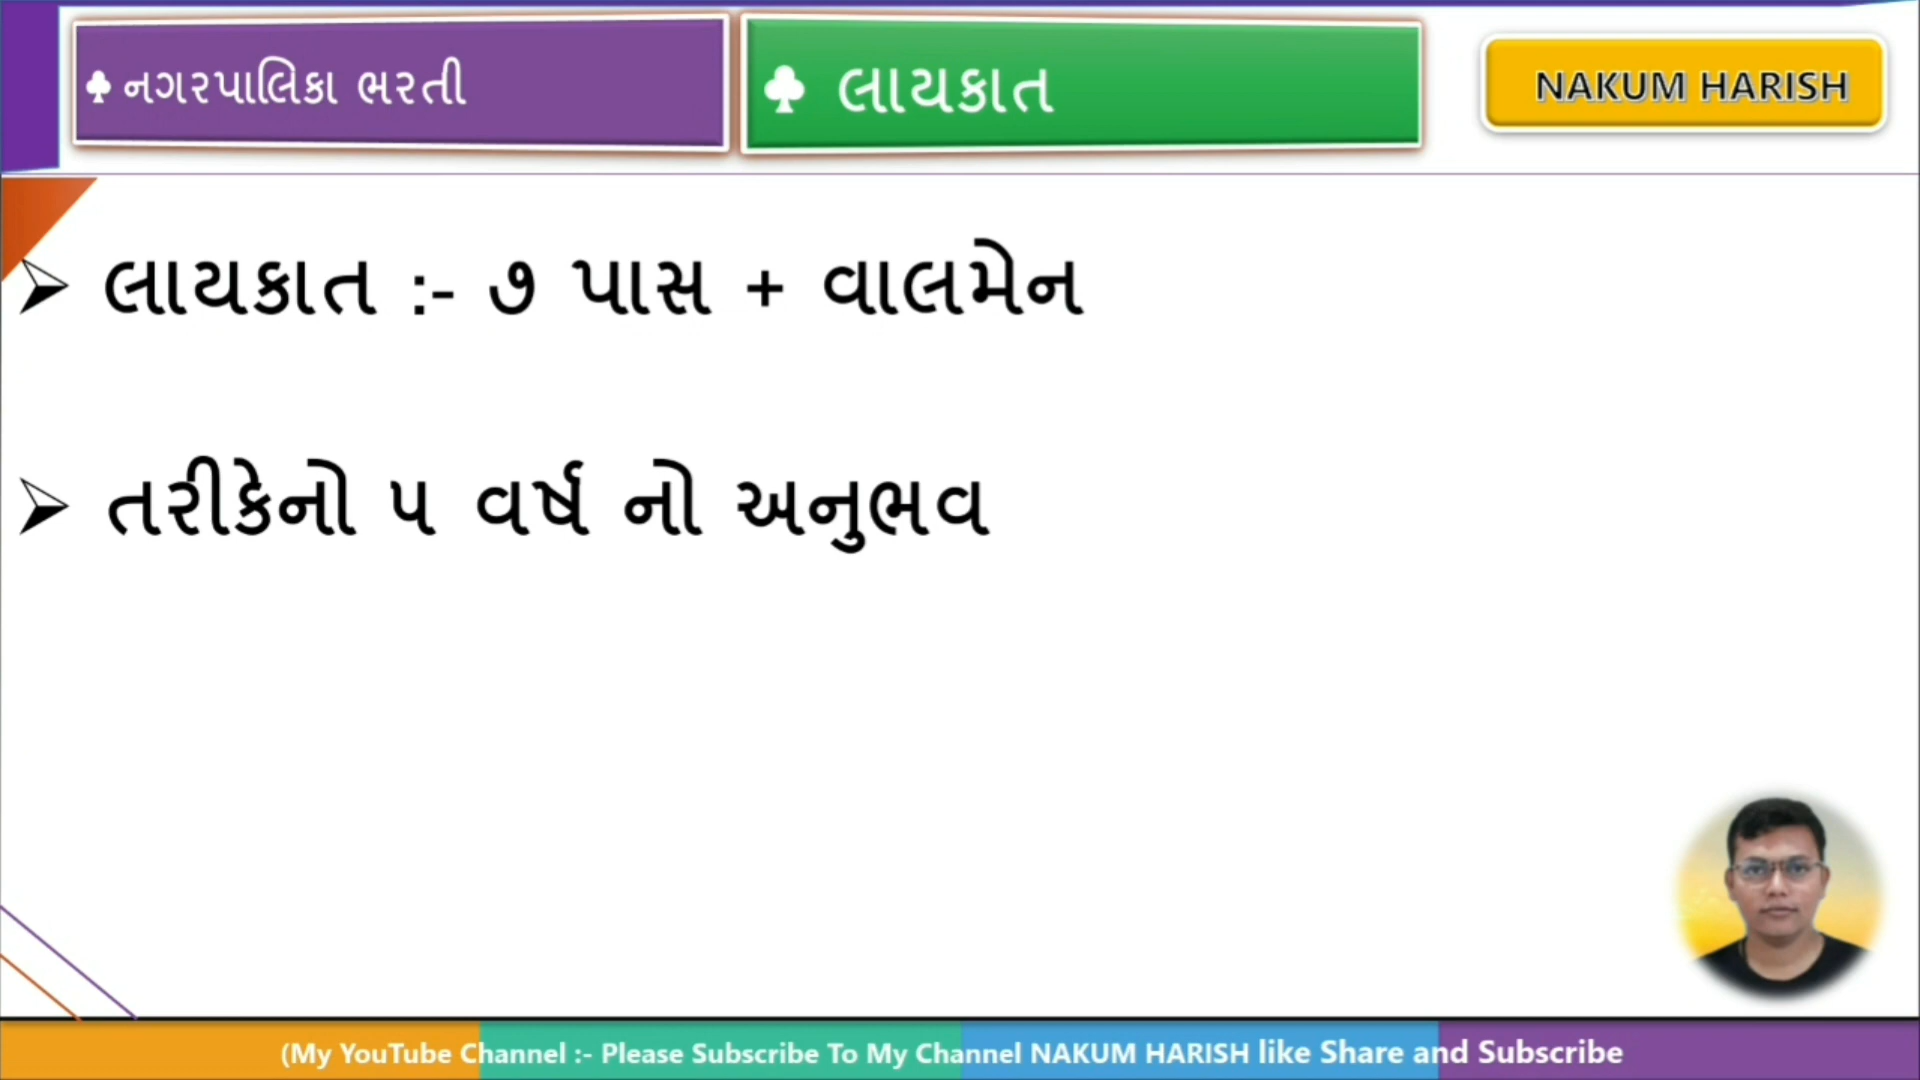 ♣ નગરપાલિકા ભરતી
♣ લાયકાત
NAKUM HARISH
➢ લાયકાત :- ૭ પાસ + વાલમેન
➢ તરીકેનો ૫ વર્ષ નો અનુભવ
(My YouTube Channel :- Please Subscribe To My Channel NAKUM HARISH like Share and Subscribe